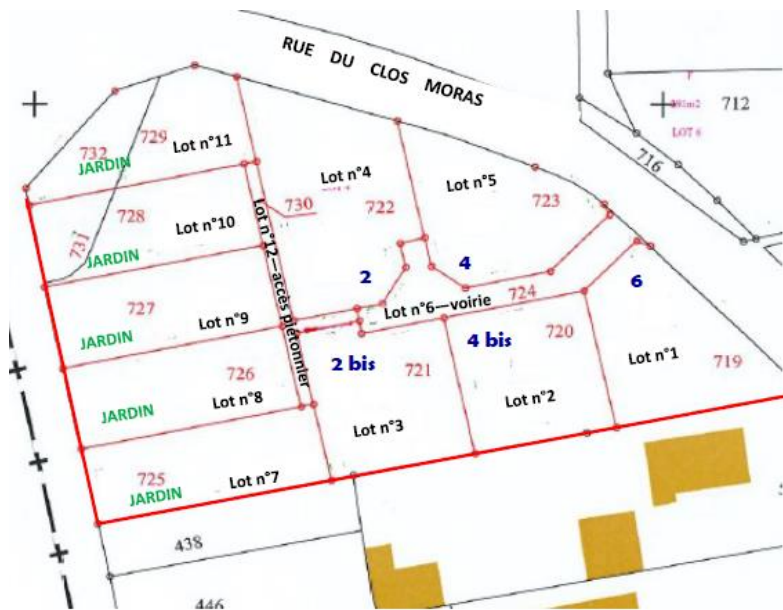 RUE DU CLOS MORAS
729
Lot n°11
732
JARDIN
712
LOT 6
716
Lot n°4
Lot n°5
728
Lot n°10
730
722
723
731
JARDIN
Lot n°12—accès piétonnier
2
4
6
Lot n°6—voirie
724
727
Lot n°9
JARDIN
720
2 bis
4 bis
721
Lot n°1
719
726
Lot n°8
JARDIN
Lot n°2
Lot n°3
725
Lot n°7
JARDIN
438
446